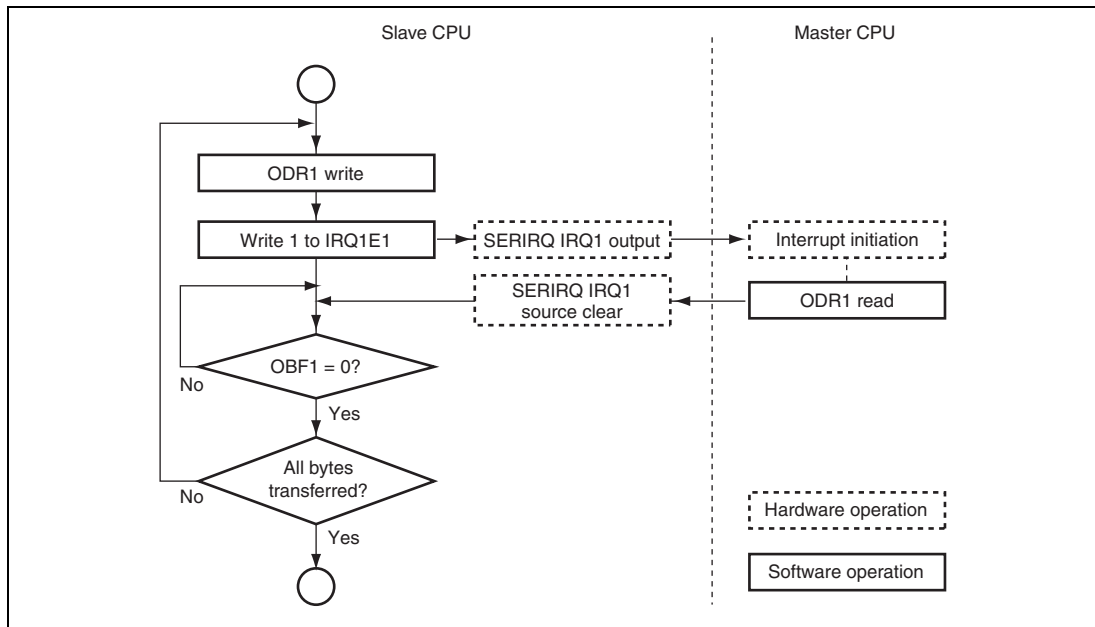 Slave CPU
Master CPU
ODR1 write
Write 1 to IRQ1E1
SERIRQ IRQ1 output
Interrupt initiation
SERIRQ IRQ1
source clear
ODR1 read
OBF1 = 0?
No
Yes
All bytes
transferred?
No
Yes
Hardware operation
Software operation